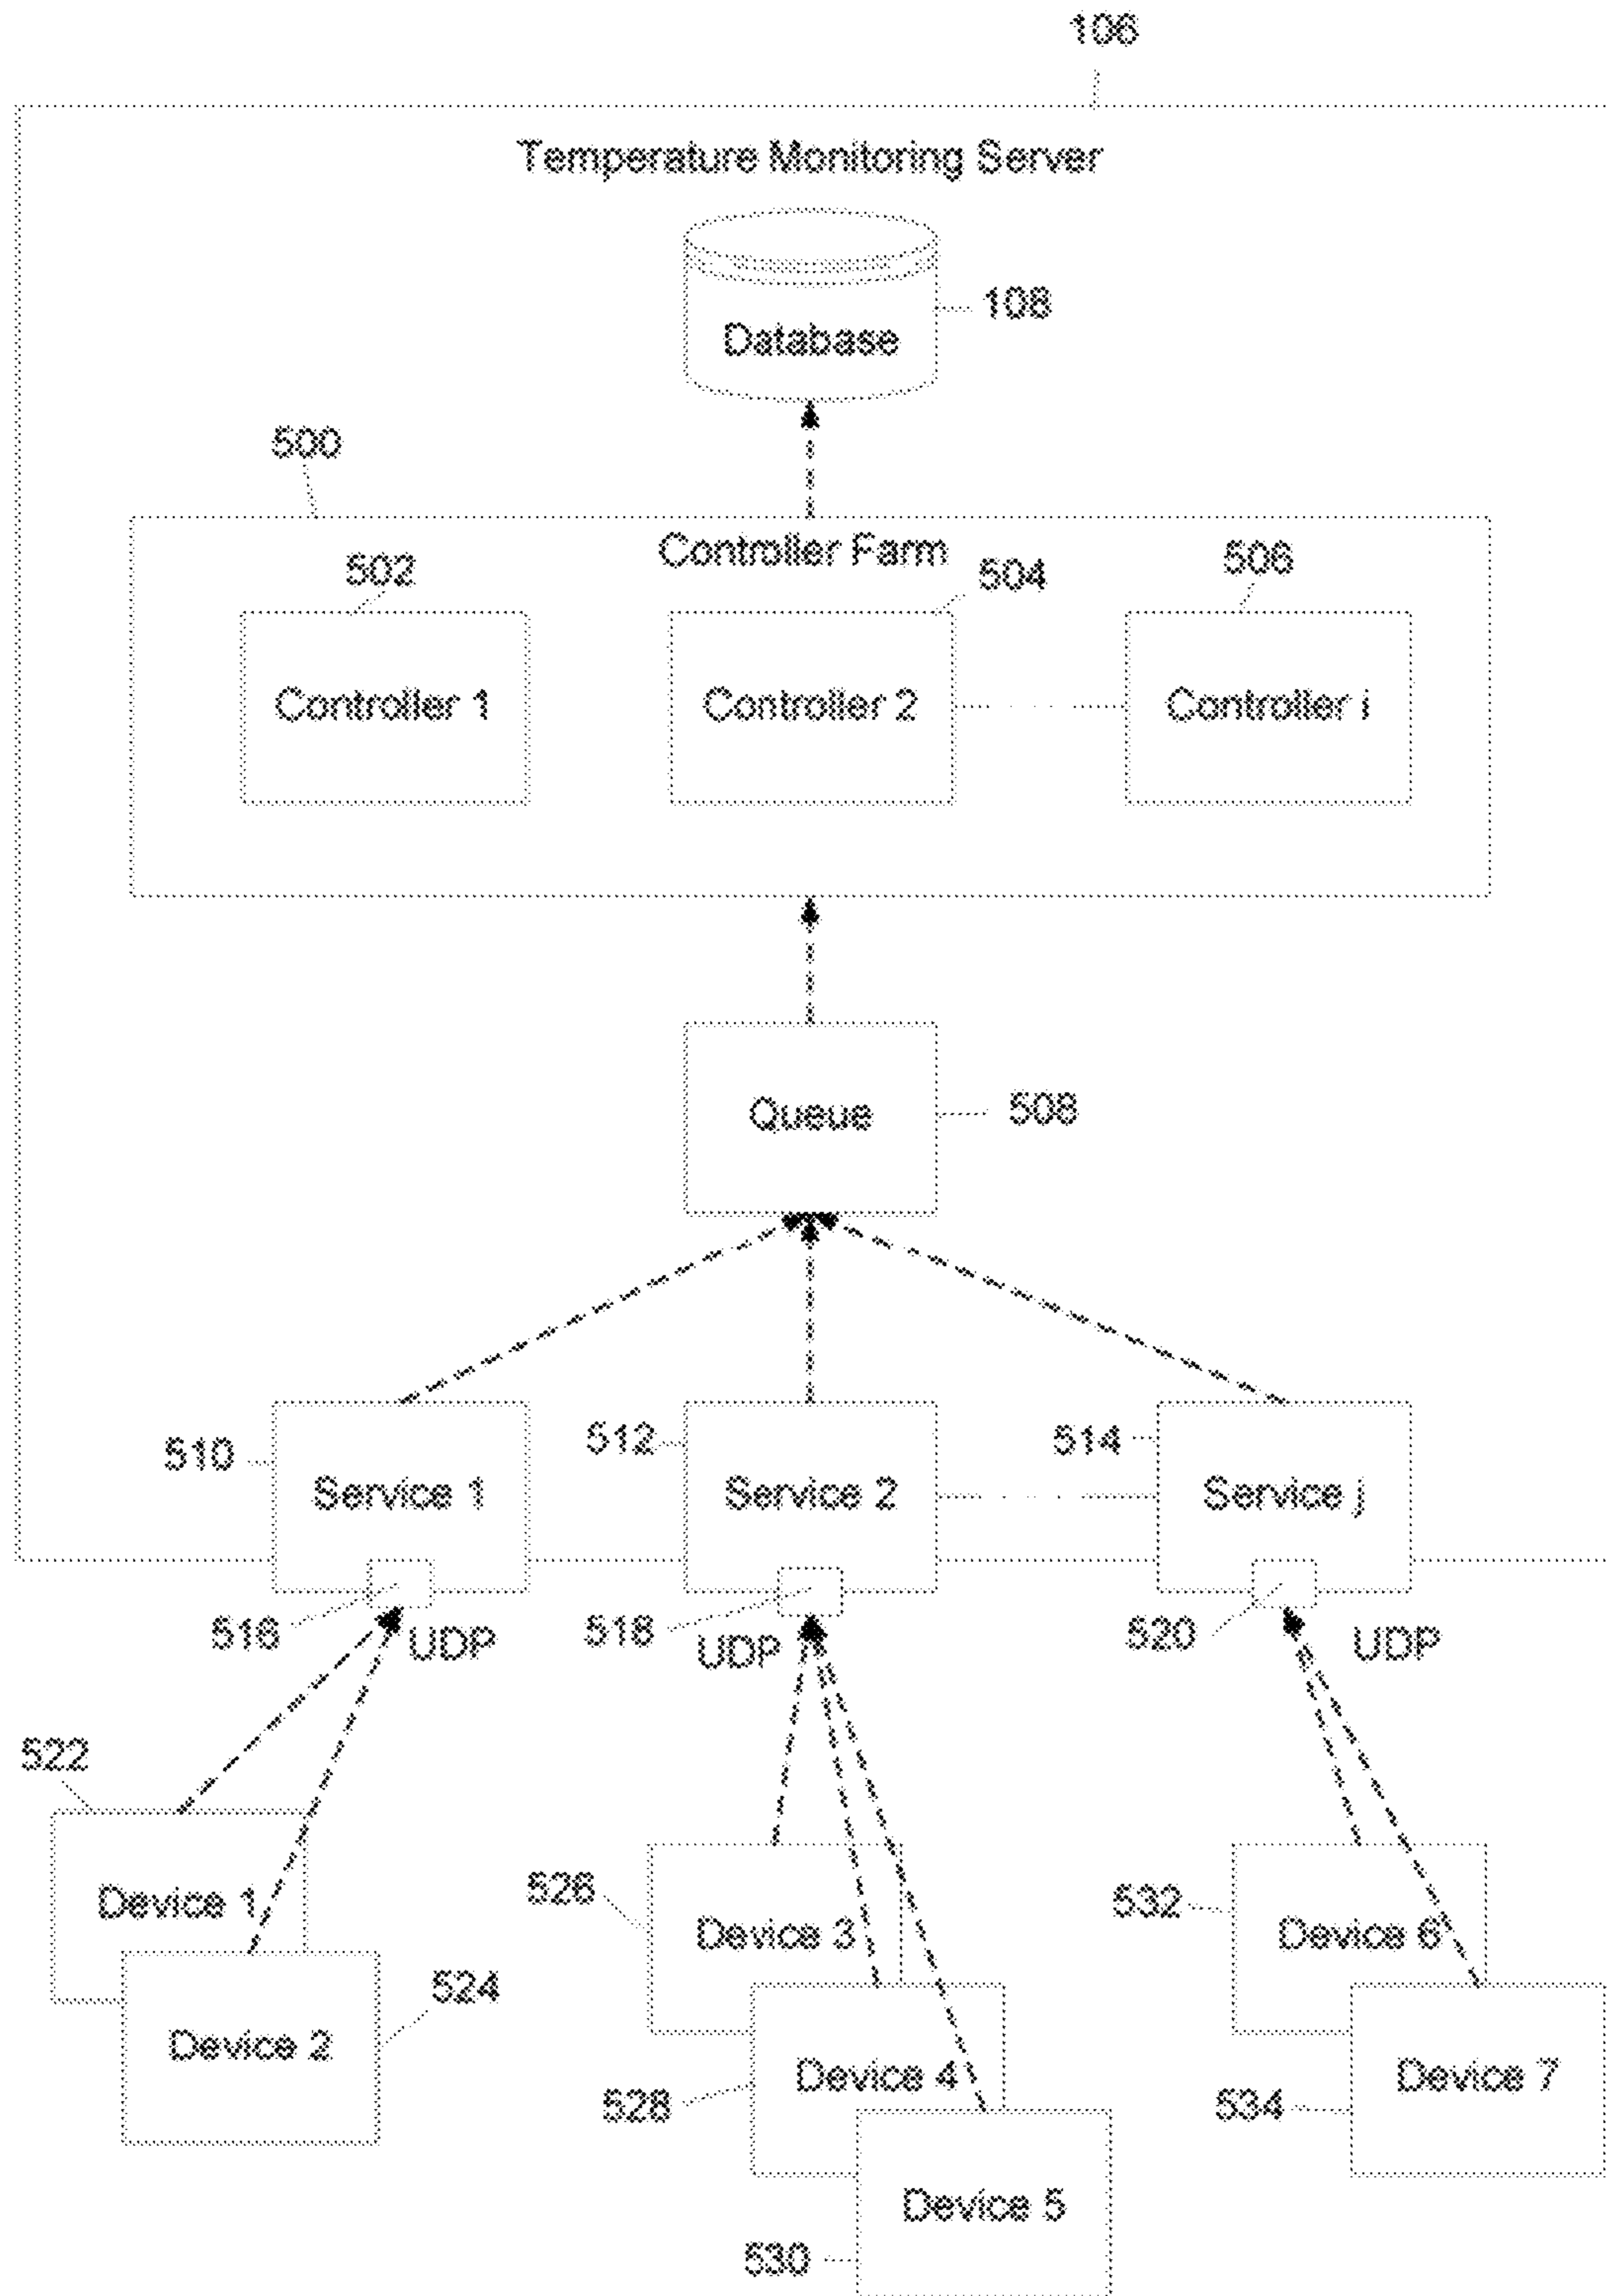 106
Temperature Monitoring Server
Database
108
500
Controller Farm
502
504
506
Controller 1
Controller 2
Controller i
Queue
508
510
512
514
Service 1
Service 2
Service j
516
UDP
518
UDP
520
UDP
522
Device 1
524
Device 2
526
Device 3
528
Device 4
530
Device 5
532
Device 6
534
Device 7